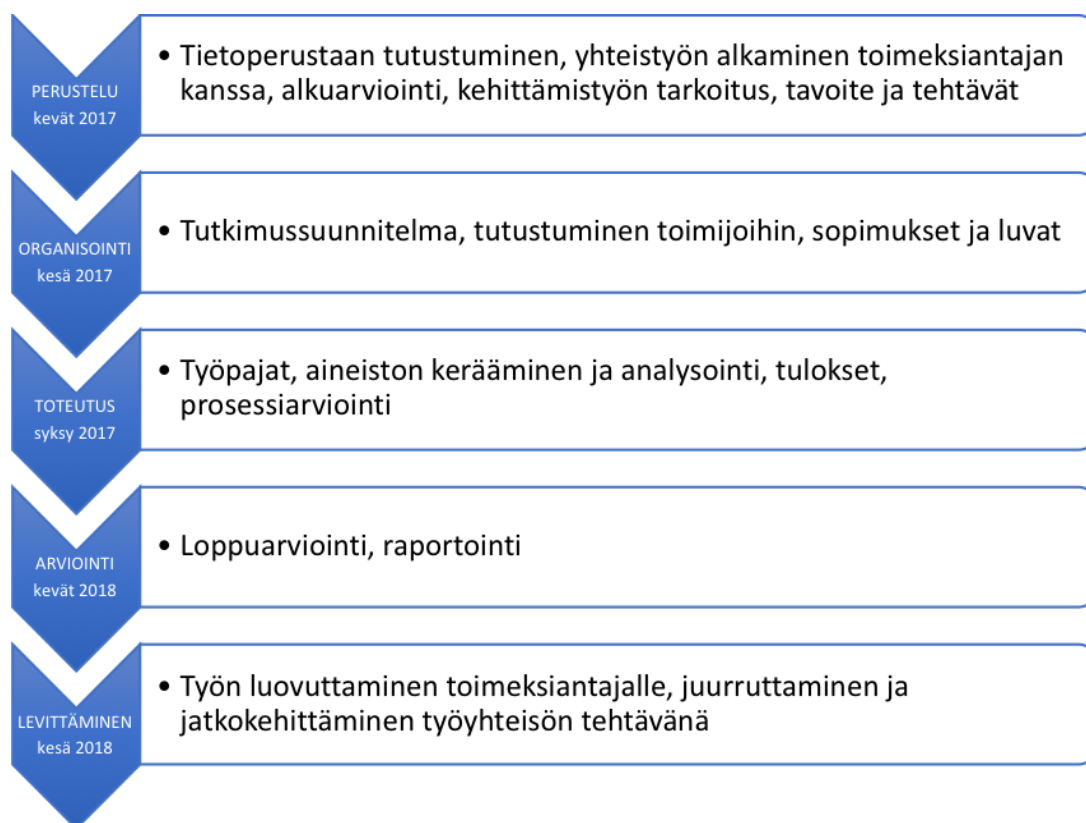 PERUSTELU
kevät 2017
• Tietoperustaan tutustuminen, yhteistyön alkaminen toimeksiantajan
kanssa, alkuarviointi, kehittämistyön tarkoitus, tavoite ja tehtävät
ORGANISOINTI
kesä 2017
• Tutkimussuunnitelma, tutustuminen toimijoihin, sopimukset ja luvat
TOTEUTUS
syksy 2017
• Työpajat, aineiston kerääminen ja analysointi, tulokset,
prosessiarviointi
ARVIOINTI
kevät 2018
• Loppuarviointi, raportointi
LEVITTÄMINEN
kesä 2018
• Työn luovuttaminen toimeksiantajalle, juurruttaminen ja
jatkokehittäminen työyhteisön tehtävänä